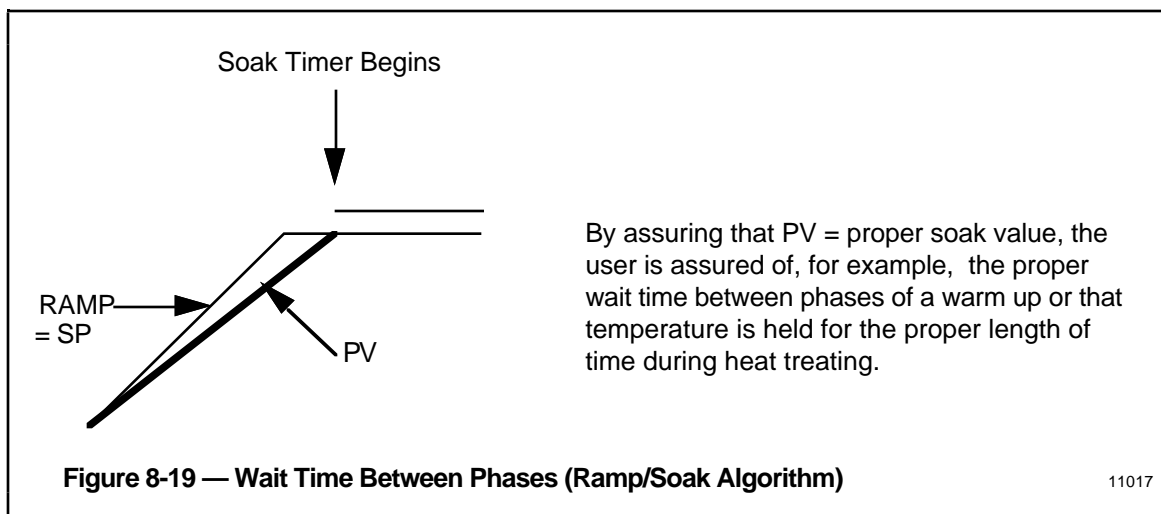 Soak Timer Begins
RAMP
= SP
PV
By assuring that PV = proper soak value, the
user is assured of, for example, the proper
wait time between phases of a warm up or that
temperature is held for the proper length of
time during heat treating.
Figure 8-19 — Wait Time Between Phases (Ramp/Soak Algorithm)
11017